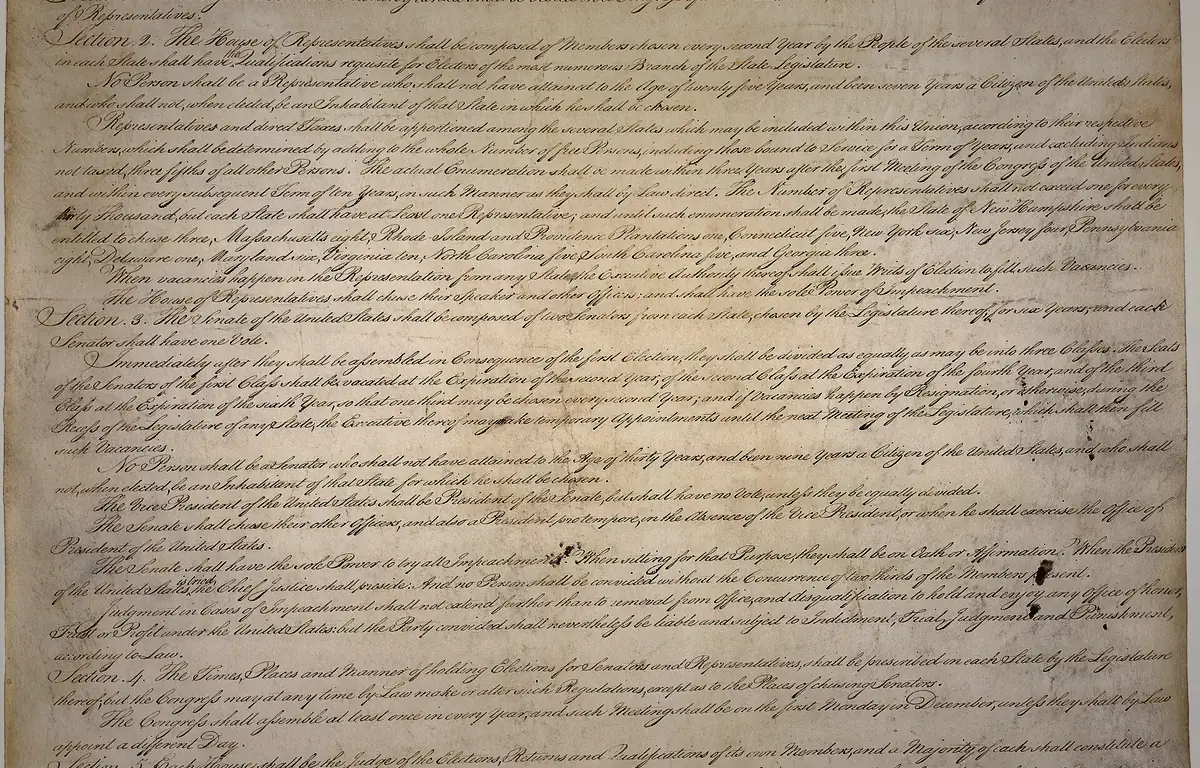 of Representatives.
Section. 2. The House of Representatives shall be composed of Members chosen every second Year by the People of the several States, and the Electors
in each State shall have the Qualifications requisite for Electors of the most numerous Branch of the State Legislature.
No Person shall be a Representative who shall not have attained to the Age of twenty five Years, and been seven Years a Citizen of the United States,
and who shall not, when elected, be an Inhabitant of that State in which he shall be chosen.
Representatives and direct Taxes shall be apportioned among the several States which may be included within this Union, according to their respective
Numbers, which shall be determined by adding to the whole Number of free Persons, including those bound to Service for a Term of Years, and excluding Indians
not taxed, three fifths of all other Persons. The actual Enumeration shall be made within three Years after the first Meeting of the Congress of the United States,
and within every subsequent Term of ten Years, in such Manner as they shall by Law direct. The Number of Representatives shall not exceed one for every
thirty Thousand, but each State shall have at Least one Representative; and until such enumeration shall be made, the State of New Hampshire shall be
entitled to chuse three, Massachusetts eight, Rhode Island and Providence Plantations one, Connecticut five, New York six, New Jersey four, Pennsylvania
eight, Delaware one, Maryland six, Virginia ten, North Carolina five, South Carolina five, and Georgia three.
When vacancies happen in the Representation from any State, the Executive Authority thereof shall issue Writs of Election to fill such Vacancies.
The House of Representatives shall chuse their Speaker and other Officers; and shall have the sole Power of Impeachment.
Section. 3. The Senate of the United States shall be composed of two Senators from each State, chosen by the Legislature thereof, for six Years; and each
Senator shall have one Vote.
Immediately after they shall be assembled in Consequence of the first Election, they shall be divided as equally as may be into three Classes. The Seats
of the Senators of the first Class shall be vacated at the Expiration of the second Year, of the second Class at the Expiration of the fourth Year, and of the third
Class at the Expiration of the sixth Year, so that one third may be chosen every second Year; and if Vacancies happen by Resignation, or otherwise, during the
Recess of the Legislature of any State, the Executive thereof may make temporary Appointments until the next Meeting of the Legislature, which shall then fill
such Vacancies.
No Person shall be a Senator who shall not have attained to the Age of thirty Years, and been nine Years a Citizen of the United States, and who shall
not, when elected, be an Inhabitant of that State for which he shall be chosen.
The Vice President of the United States shall be President of the Senate, but shall have no Vote, unless they be equally divided.
The Senate shall chuse their other Officers, and also a President pro tempore, in the Absence of the Vice President, or when he shall exercise the Office of
President of the United States.
The Senate shall have the sole Power to try all Impeachments. When sitting for that Purpose, they shall be on Oath or Affirmation. When the President
of the United States is tried, the Chief Justice shall preside: And no Person shall be convicted without the Concurrence of two thirds of the Members present.
Judgment in Cases of Impeachment shall not extend further than to removal from Office, and disqualification to hold and enjoy any Office of honor,
Trust or Profit under the United States: but the Party convicted shall nevertheless be liable and subject to Indictment, Trial, Judgment and Punishment,
according to Law.
Section. 4. The Times, Places and Manner of holding Elections for Senators and Representatives, shall be prescribed in each State by the Legislature
thereof; but the Congress may at any time by Law make or alter such Regulations, except as to the Places of chusing Senators.
The Congress shall assemble at least once in every Year, and such Meeting shall be on the first Monday in December, unless they shall by Law
appoint a different Day.
Section. 5. Each House shall be the Judge of the Elections, Returns and Qualifications of its own Members, and a Majority of each shall constitute a